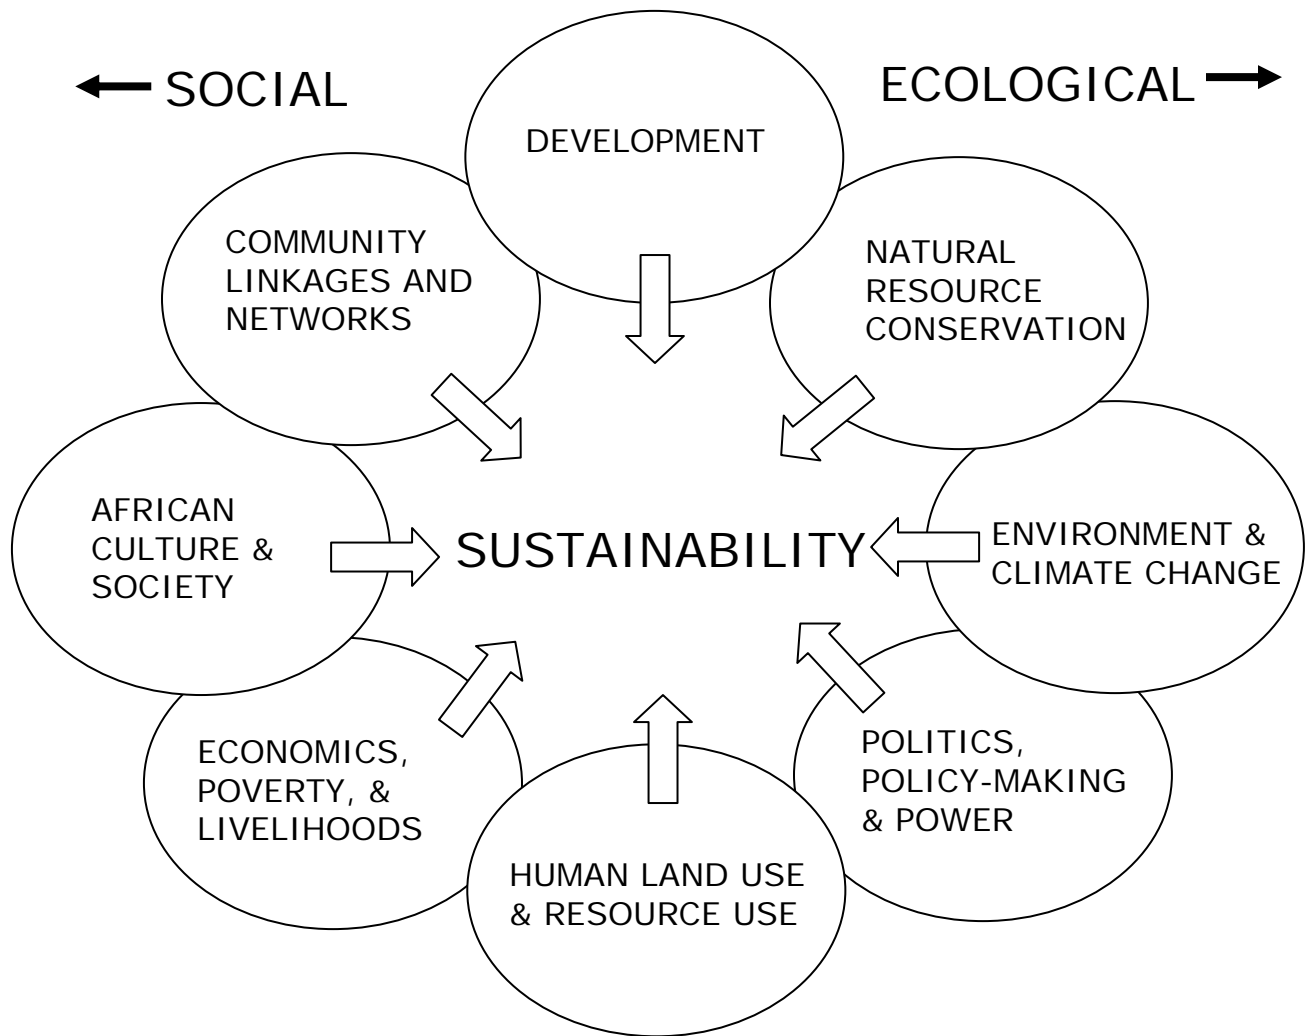 SOCIAL
ECOLOGICAL
DEVELOPMENT
COMMUNITY
LINKAGES AND
NETWORKS
NATURAL
RESOURCE
CONSERVATION
AFRICAN
CULTURE &
SOCIETY
SUSTAINABILITY
ENVIRONMENT &
CLIMATE CHANGE
ECONOMICS,
POVERTY, &
LIVELIHOODS
POLITICS,
POLICY-MAKING
& POWER
HUMAN LAND USE
& RESOURCE USE